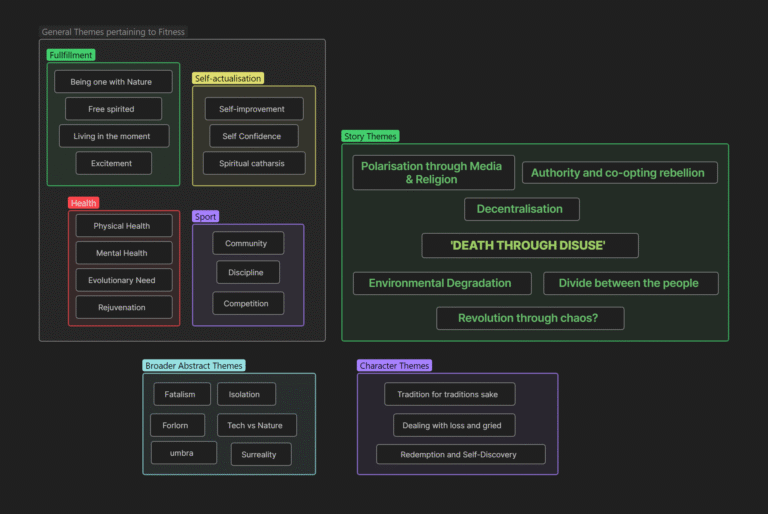 General Themes pertaining to Fitness
Fullfillment
Being one with Nature
Free spirited
Living in the moment
Excitement
Self-actualisation
Self-improvement
Self Confidence
Spiritual catharsis
Health
Physical Health
Mental Health
Evolutionary Need
Rejuvenation
Sport
Community
Discipline
Competition
Story Themes
Polarisation through Media
& Religion
Authority and co-opting rebellion
Decentralisation
'DEATH THROUGH DISUSE'
Environmental Degradation
Divide between the people
Revolution through chaos?
Broader Abstract Themes
Fatalism
Isolation
Forlorn
Tech vs Nature
umbra
Surreality
Character Themes
Tradition for traditions sake
Dealing with loss and gried
Redemption and Self-Discovery